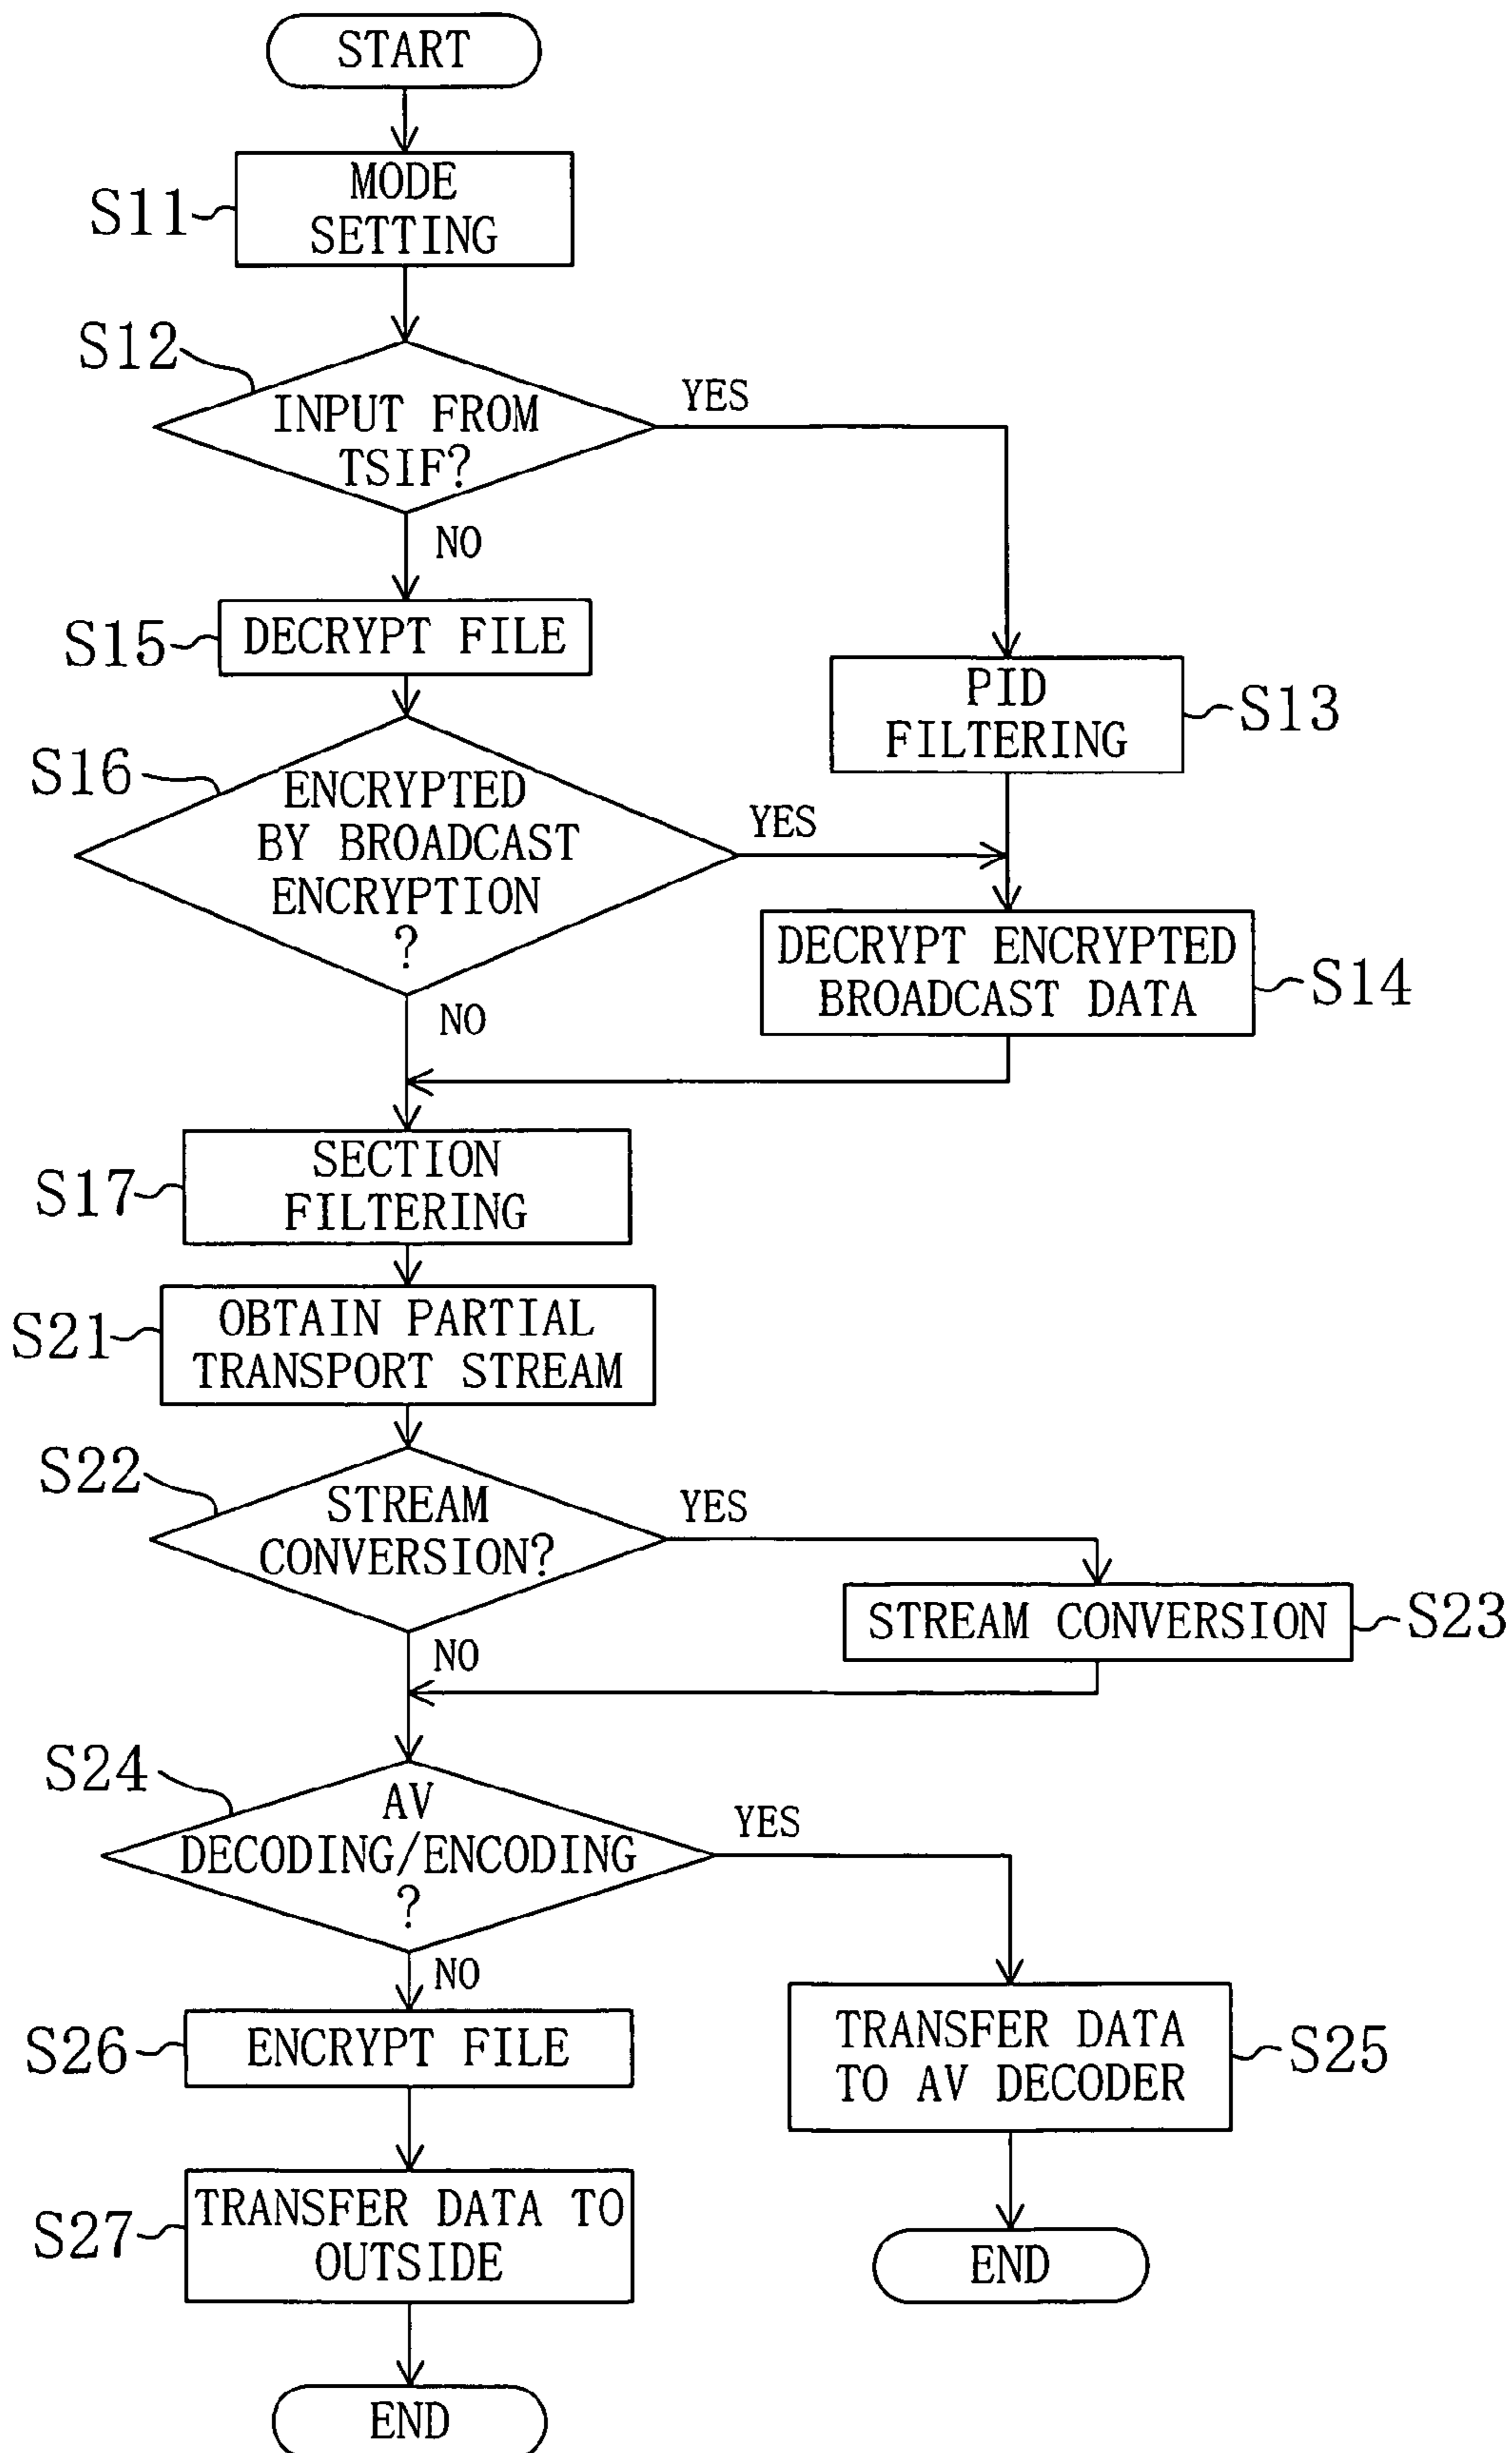 START
S11
MODE
SETTING
S12
INPUT FROM
TSIF?
YES
NO
S15
DECRYPT FILE
PID
FILTERING
S13
S16
ENCRYPTED
BY BROADCAST
ENCRYPTION
?
YES
NO
DECRYPT ENCRYPTED
BROADCAST DATA
S14
S17
SECTION
FILTERING
S21
OBTAIN PARTIAL
TRANSPORT STREAM
S22
STREAM
CONVERSION?
YES
NO
STREAM CONVERSION
S23
S24
AV
DECODING/ENCODING
?
YES
NO
S26
ENCRYPT FILE
TRANSFER DATA
TO AV DECODER
S25
S27
TRANSFER DATA TO
OUTSIDE
END
END